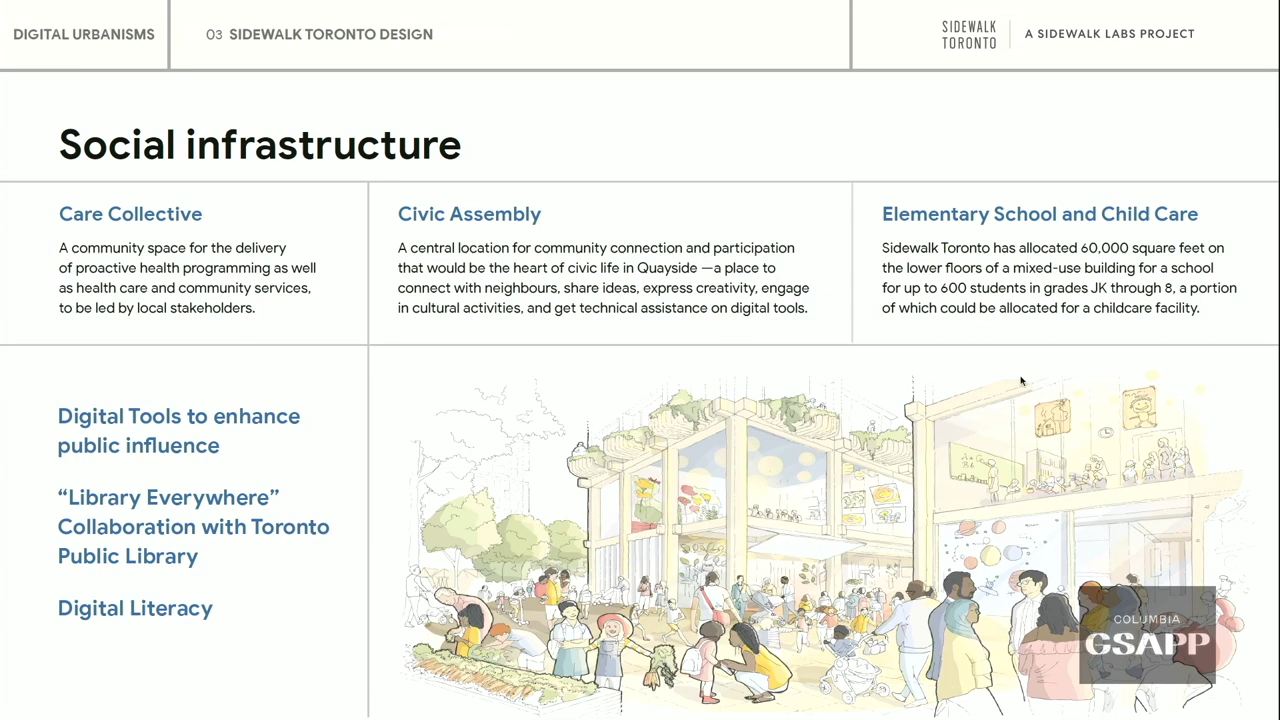 DIGITAL URBANISMS
03 SIDEWALK TORONTO DESIGN
SIDEWALK
TORONTO
A SIDEWALK LABS PROJECT
Social infrastructure
Care Collective
A community space for the delivery
of proactive health programming as well
as health care and community services,
to be led by local stakeholders.
Civic Assembly
A central location for community connection and participation
that would be the heart of civic life in Quayside —a place to
connect with neighbours, share ideas, express creativity, engage
in cultural activities, and get technical assistance on digital tools.
Elementary School and Child Care
Sidewalk Toronto has allocated 60,000 square feet on
the lower floors of a mixed-use building for a school
for up to 600 students in grades JK through 8, a portion
of which could be allocated for a childcare facility.
Digital Tools to enhance
public influence
“Library Everywhere”
Collaboration with Toronto
Public Library
Digital Literacy
COLUMBIA
GSAPP